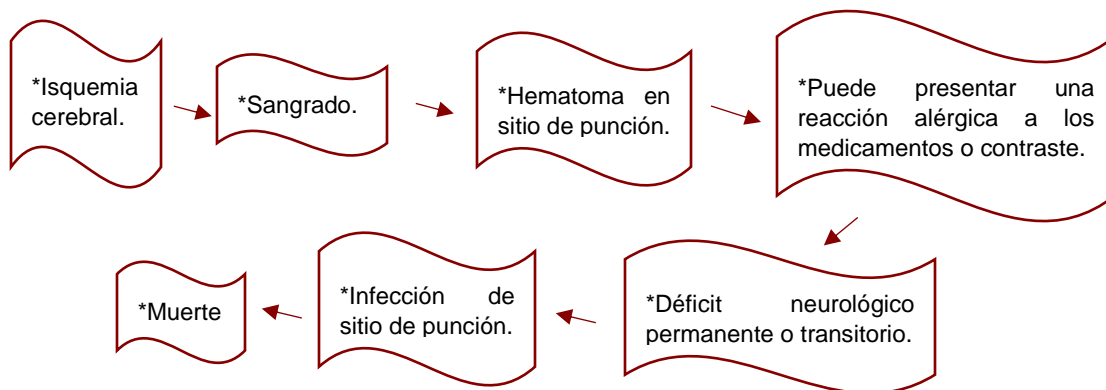 *Isquemia
cerebral.
*Sangrado.
*Hematoma en
sitio de punción.
*Puede presentar una
reacción alérgica a los
medicamentos o contraste.
*Déficit neurológico
permanente o transitorio.
*Infección de
sitio de punción.
*Muerte